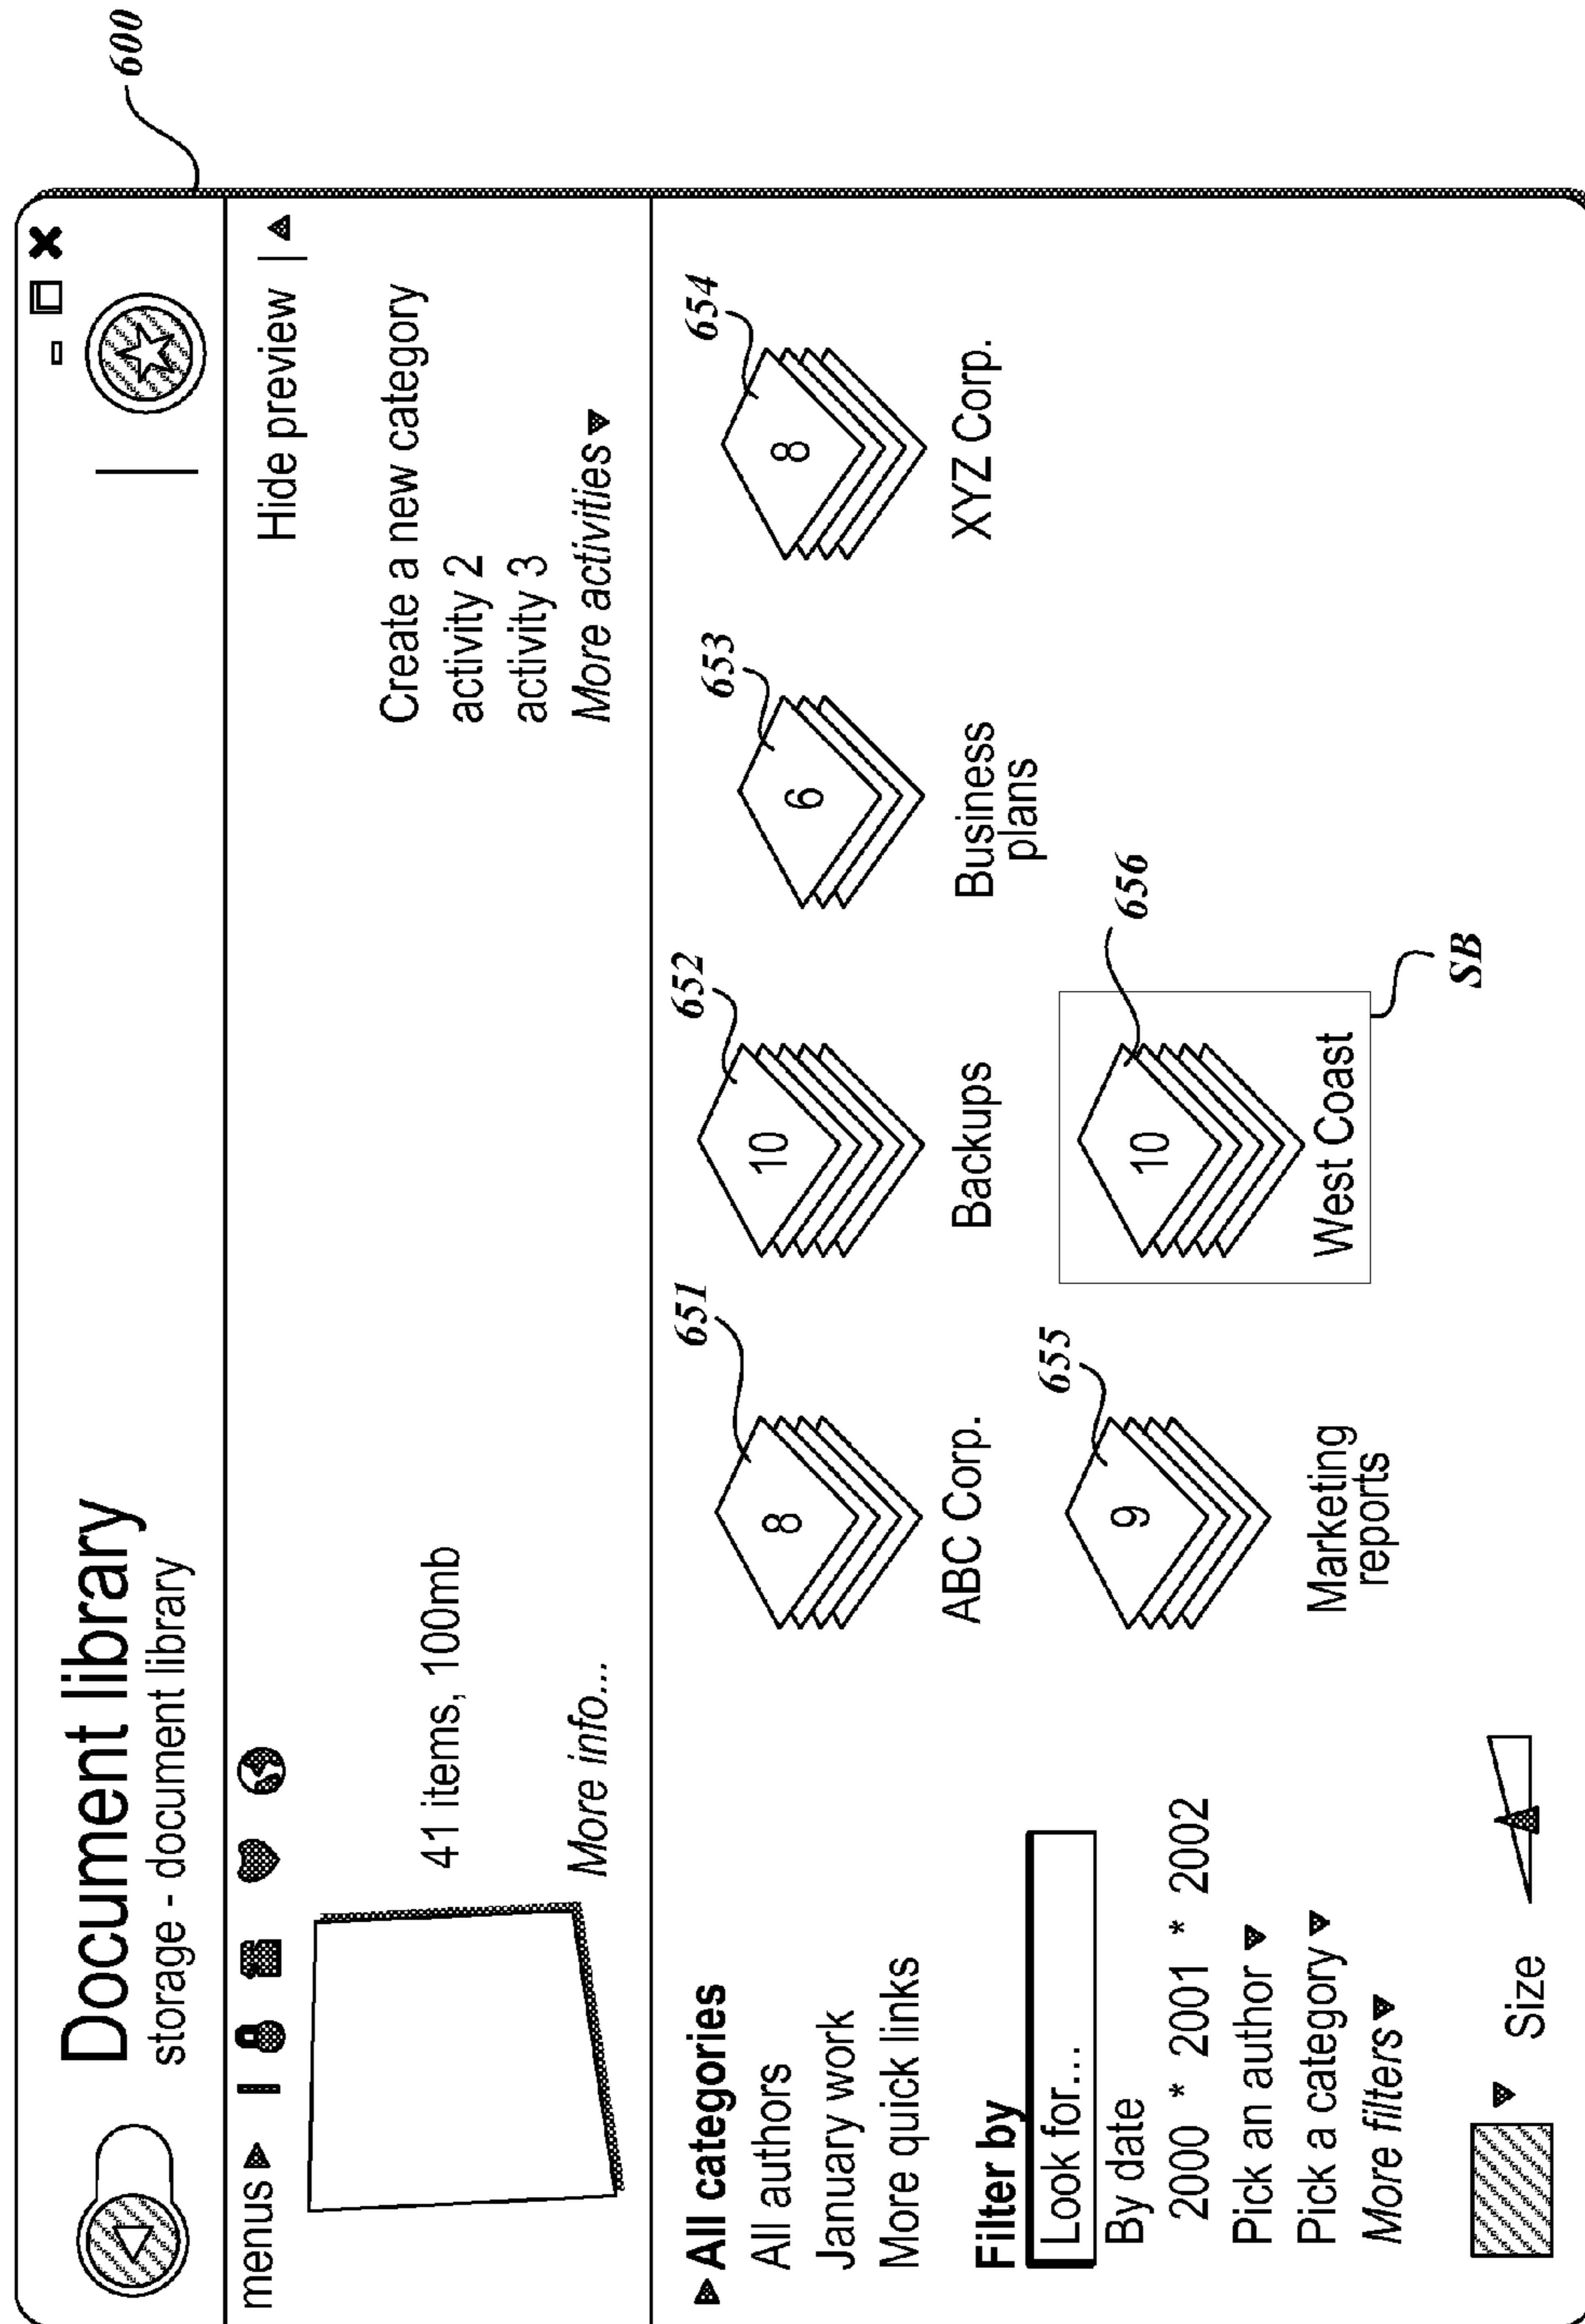 600
Document library
storage - document library
menus
Hide preview
41 items, 100mb
More info...
Create a new category
activity 2
activity 3
More activities
All categories
All authors
January work
More quick links
Filter by
Look for...
By date
2000 * 2001 * 2002
Pick an author
Pick a category
More filters
Size
651
8
ABC Corp.
652
10
Backups
653
6
Business
plans
654
8
XYZ Corp.
655
9
Marketing
reports
656
10
West Coast
SB